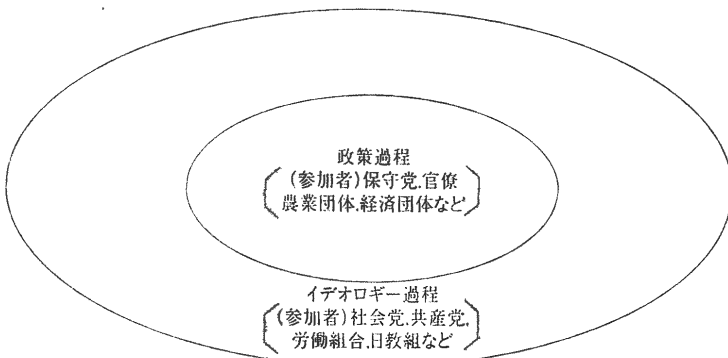 政策過程
(参加者)保守党,官僚
農業団体,経済団体など
イデオロギー過程
(参加者)社会党,共産党,
労働組合,日教組など